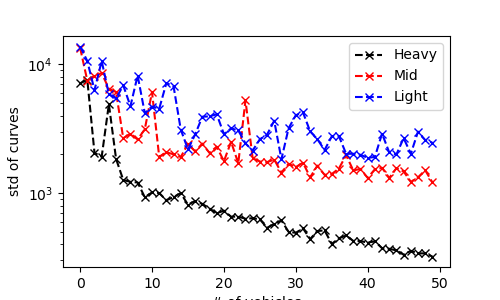 10⁴
10³
std of curves
Heavy
Mid
Light
0 10 20 30 40 50
# of vehicles